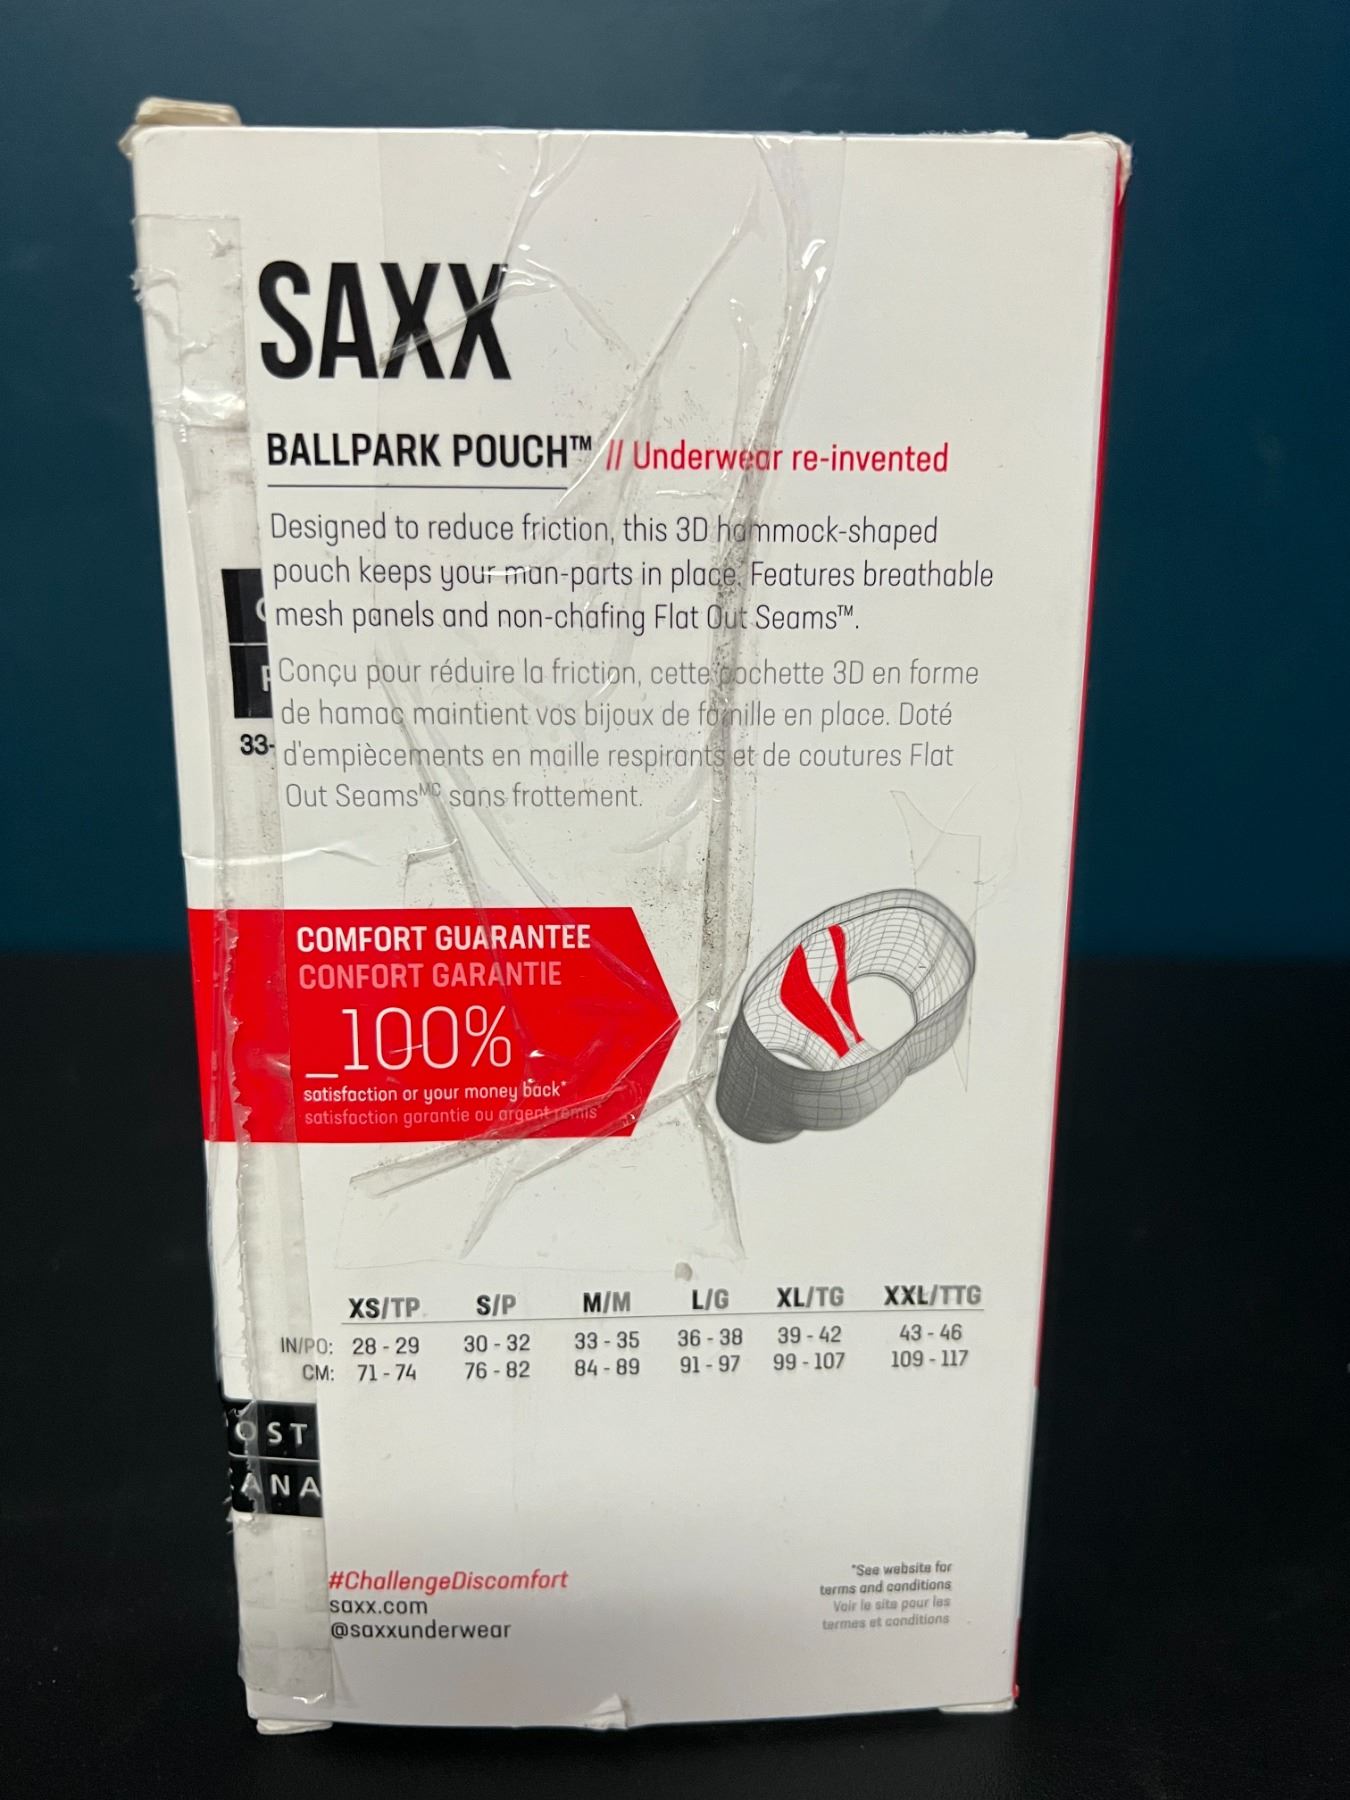 SAXX
BALLPARK POUCH™ // Underwear re-invented
Designed to reduce friction, this 3D hammock-shaped
pouch keeps your man-parts in place. Features breathable
mesh panels and non-chafing Flat Out Seams™.
Conçu pour réduire la friction, cette pochette 3D en forme
de hamac maintient vos bijoux de famille en place. Doté
d'empiècements en maille respirants et de coutures Flat
Out Seamsᴹᶜ sans frottement.
33-
COMFORT GUARANTEE
CONFORT GARANTIE
_100%
satisfaction or your money back*
satisfaction garantie ou argent remis*
XS/TP S/P M/M L/G XL/TG XXL/TTG
IN/PO: 28 - 29 30 - 32 33 - 35 36 - 38 39 - 42 43 - 46
CM: 71 - 74 76 - 82 84 - 89 91 - 97 99 - 107 109 - 117
OST
ANA
#ChallengeDiscomfort
saxx.com
@saxxunderwear
*See website for
terms and conditions
Voir le site pour les
termes et conditions